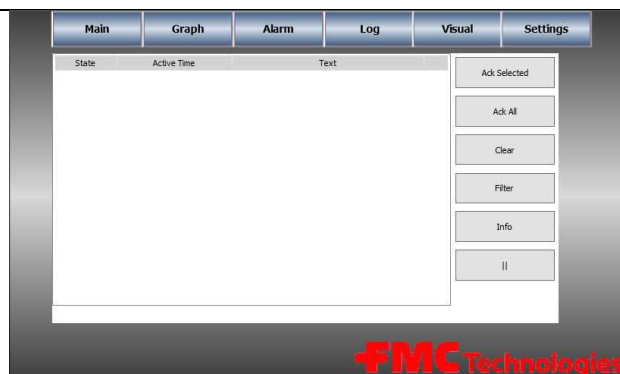 Main Graph Alarm Log Visual Settings
State Active Time Text
Ack Selected
Ack All
Clear
Filter
Info
||
FMC Technologies